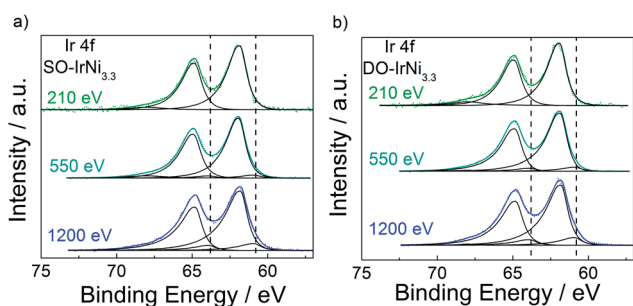 a)
Ir 4f
SO-IrNi3.3
210 eV
550 eV
1200 eV
Intensity / a.u.
75 70 65 60
Binding Energy / eV
b)
Ir 4f
DO-IrNi3.3
210 eV
550 eV
1200 eV
Intensity / a.u.
75 70 65 60
Binding Energy / eV